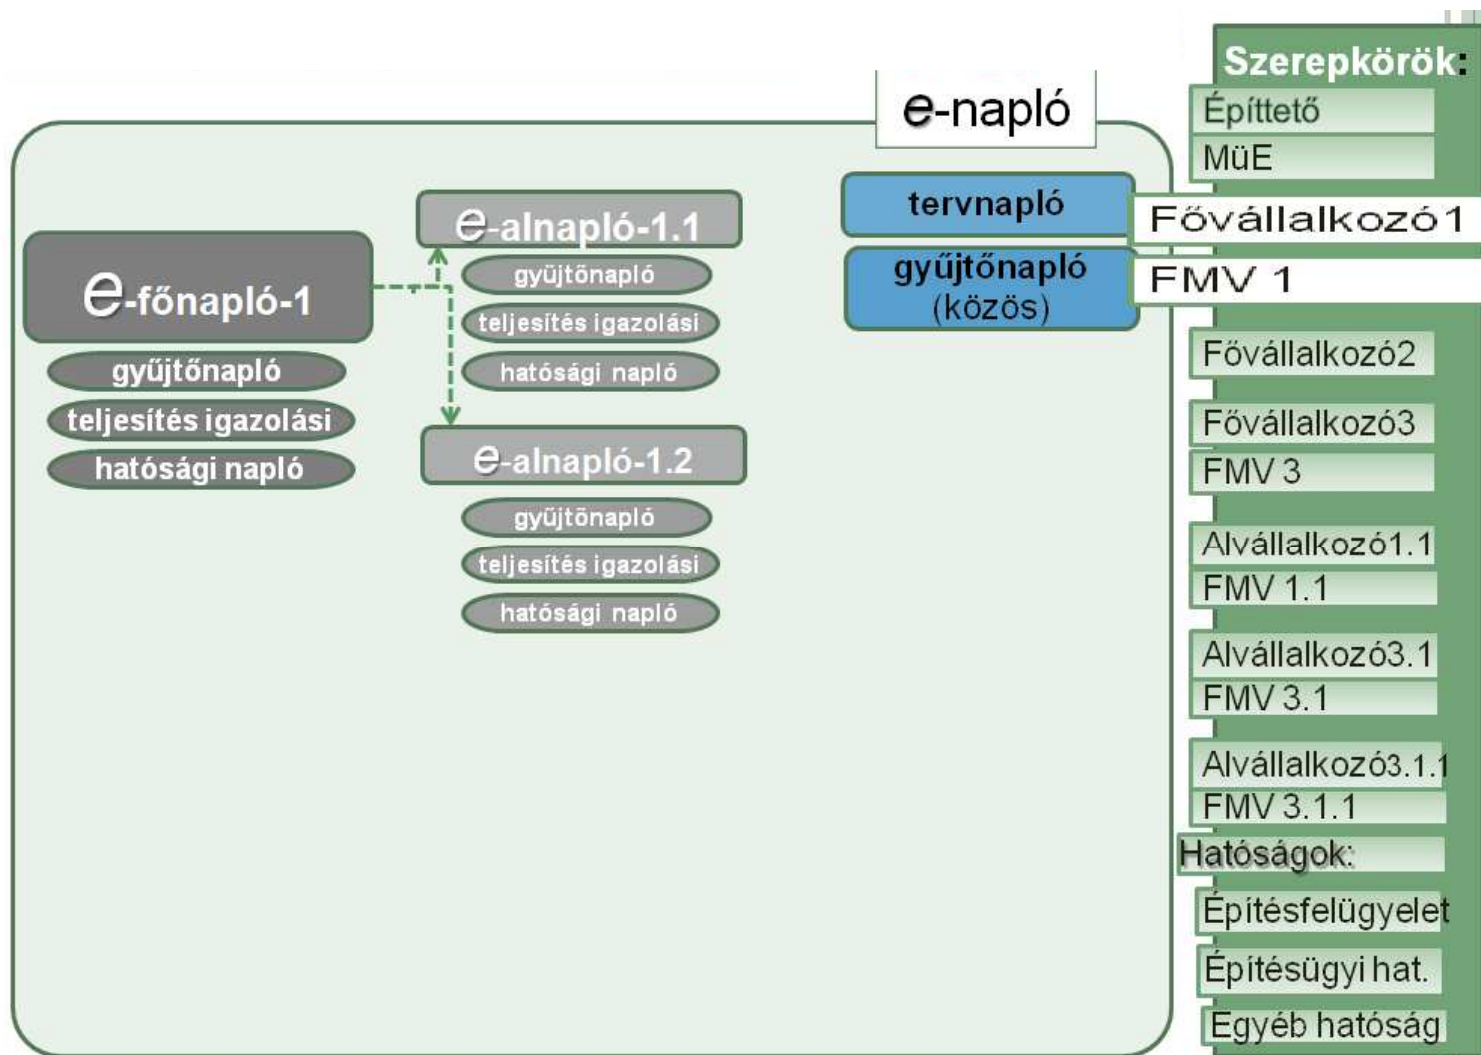 e-napló
e-főnapló-1
gyűjtőnapló
teljesítés igazolási
hatósági napló
e-alnapló-1.1
gyűjtőnapló
teljesítés igazolási
hatósági napló
e-alnapló-1.2
gyűjtőnapló
teljesítés igazolási
hatósági napló
tervnapló
gyűjtőnapló
(közös)
Szerepkörök:
Építtető
MüE
Fővállalkozó1
FMV 1
Fővállalkozó2
Fővállalkozó3
FMV 3
Alvállalkozó1.1
FMV 1.1
Alvállalkozó3.1
FMV 3.1
Alvállalkozó3.1.1
FMV 3.1.1
Hatóságok:
Építésfelügyelet
Építésügyi hat.
Egyéb hatóság